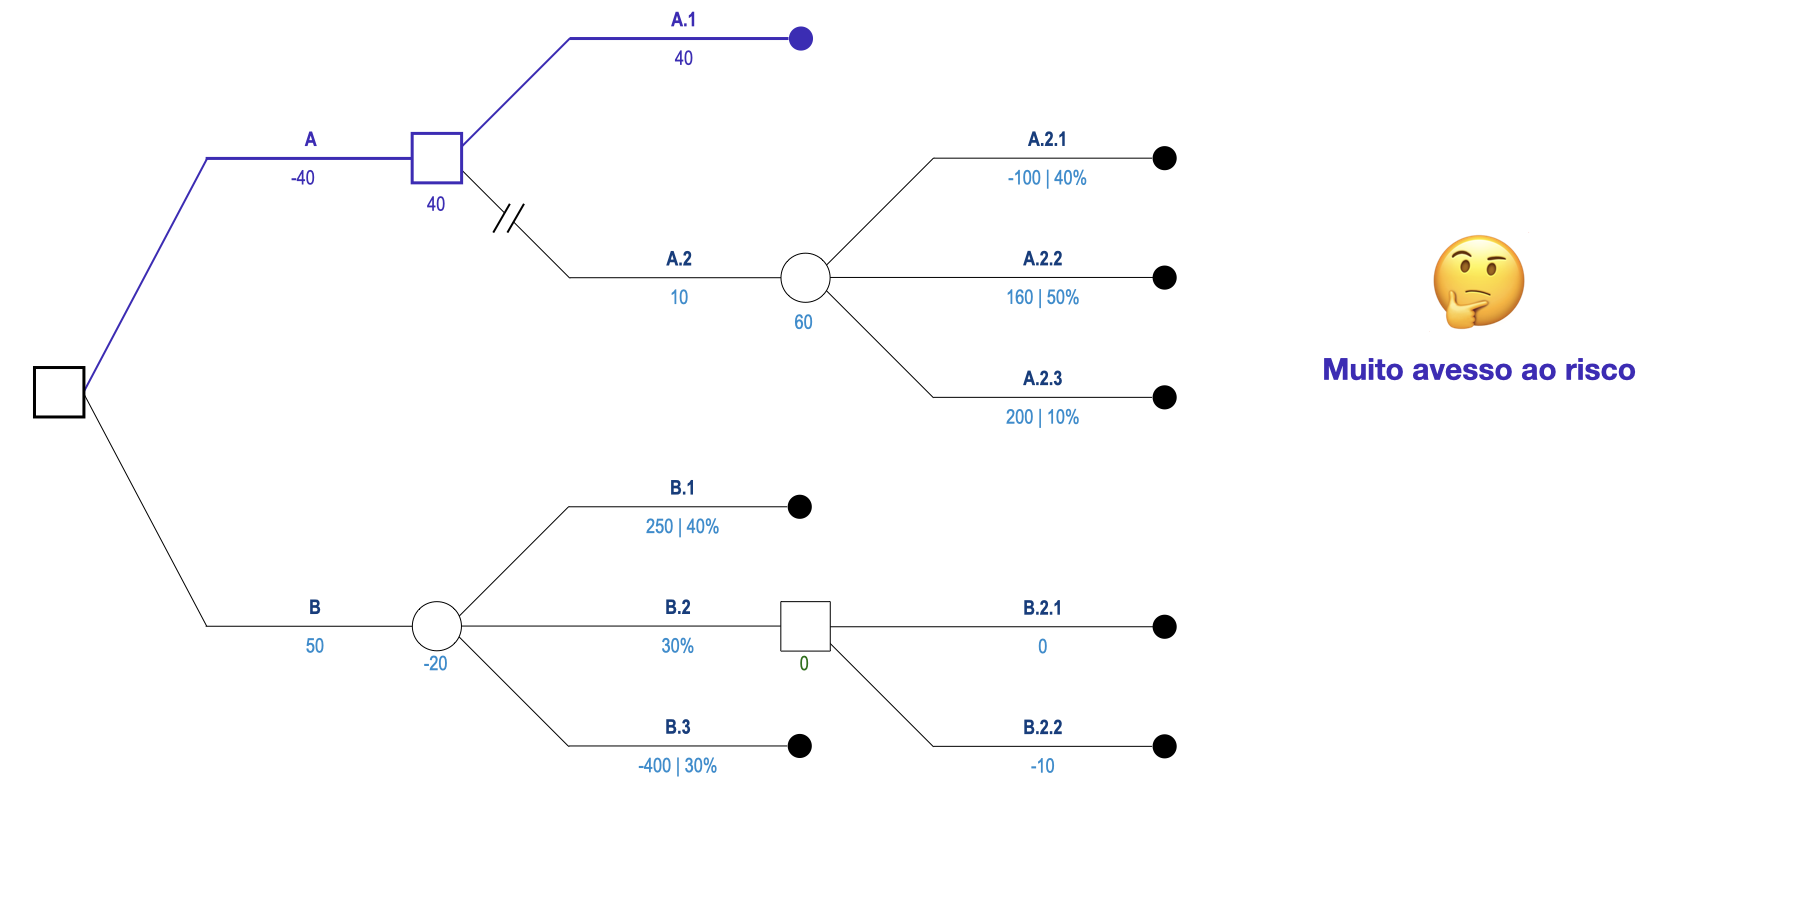 A.1
40
A
-40
40
A.2.1
-100 | 40%
A.2
10
60
A.2.2
160 | 50%
A.2.3
200 | 10%
Muito avesso ao risco
B.1
250 | 40%
B
50
-20
B.2
30%
0
B.2.1
0
B.3
-400 | 30%
B.2.2
-10